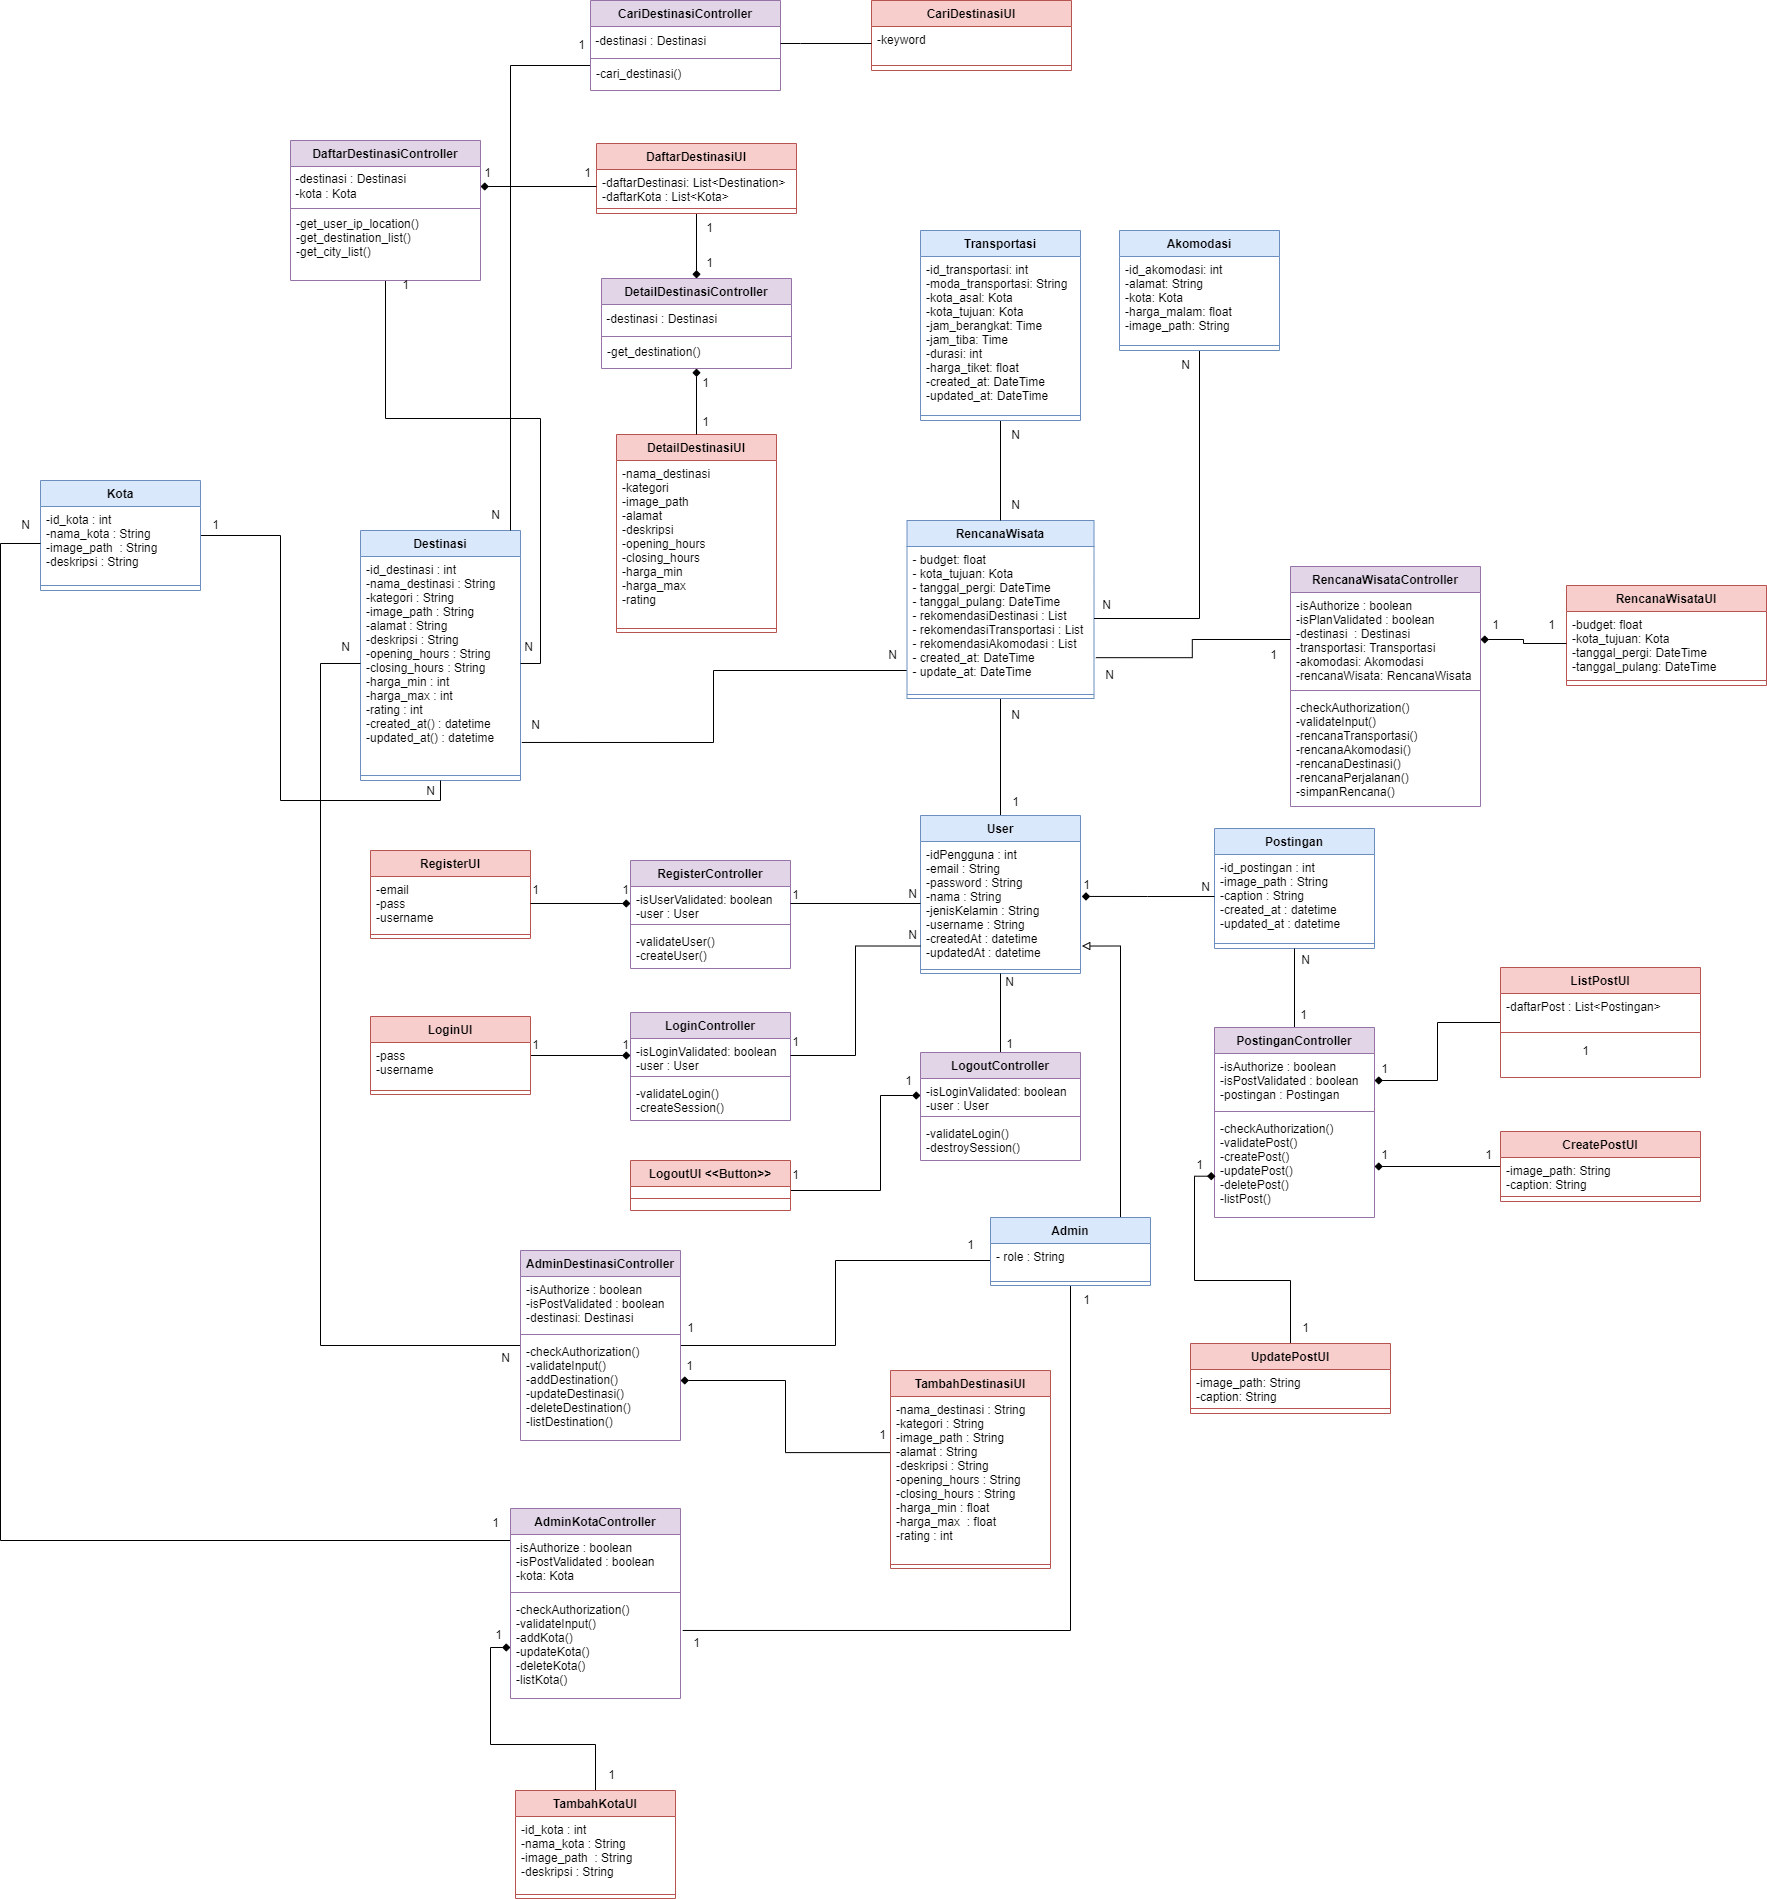 CariDestinasiController
-destinasi : Destinasi
-cari_destinasi()
1
CariDestinasiUI
-keyword
DaftarDestinasiController
-destinasi : Destinasi
-kota : Kota
-get_user_ip_location()
-get_destination_list()
-get_city_list()
1
1
1
DaftarDestinasiUI
-daftarDestinasi: List<Destination>
-daftarKota : List<Kota>
1
1
DetailDestinasiController
-destinasi : Destinasi
-get_destination()
1
1
DetailDestinasiUI
-nama_destinasi
-kategori
-image_path
-alamat
-deskripsi
-opening_hours
-closing_hours
-harga_min
-harga_max
-rating
Transportasi
-id_transportasi: int
-moda_transportasi: String
-kota_asal: Kota
-kota_tujuan: Kota
-jam_berangkat: Time
-jam_tiba: Time
-durasi: int
-harga_tiket: float
-created_at: DateTime
-updated_at: DateTime
N
N
Akomodasi
-id_akomodasi: int
-alamat: String
-kota: Kota
-harga_malam: float
-image_path: String
N
Kota
-id_kota : int
-nama_kota : String
-image_path  : String
-deskripsi : String
N
1
N
Destinasi
-id_destinasi : int
-nama_destinasi : String
-kategori : String
-image_path : String
-alamat : String
-deskripsi : String
-opening_hours : String
-closing_hours : String
-harga_min : int
-harga_max : int
-rating : int
-created_at() : datetime
-updated_at() : datetime
N
N
N
N
RencanaWisata
- budget: float
- kota_tujuan: Kota
- tanggal_pergi: DateTime
- tanggal_pulang: DateTime
- rekomendasiDestinasi : List
- rekomendasiTransportasi : List
- rekomendasiAkomodasi : List
- created_at: DateTime
- update_at: DateTime
N
N
N
N
1
1
RencanaWisataController
-isAuthorize : boolean
-isPlanValidated : boolean
-destinasi  : Destinasi
-transportasi: Transportasi
-akomodasi: Akomodasi
-rencanaWisata: RencanaWisata
-checkAuthorization()
-validateInput()
-rencanaTransportasi()
-rencanaAkomodasi()
-rencanaDestinasi()
-rencanaPerjalanan()
-simpanRencana()
1
1
RencanaWisataUI
-budget: float
-kota_tujuan: Kota
-tanggal_pergi: DateTime
-tanggal_pulang: DateTime
RegisterUI
-email
-pass
-username
1
1
RegisterController
-isUserValidated: boolean
-user : User
-validateUser()
-createUser()
1
N
User
-idPengguna : int
-email : String
-password : String
-nama : String
-jenisKelamin : String
-username : String
-createdAt : datetime
-updatedAt : datetime
N
N
1
N
Postingan
-id_postingan : int
-image_path : String
-caption : String
-created_at : datetime
-updated_at : datetime
N
1
LoginUI
-pass
-username
1
1
LoginController
-isLoginValidated: boolean
-user : User
-validateLogin()
-createSession()
1
1
LogoutController
-isLoginValidated: boolean
-user : User
-validateLogin()
-destroySession()
1
LogoutUI <<Button>>
1
PostinganController
-isAuthorize : boolean
-isPostValidated : boolean
-postingan : Postingan
-checkAuthorization()
-validatePost()
-createPost()
-updatePost()
-deletePost()
-listPost()
1
1
1
ListPostUI
-daftarPost : List<Postingan>
1
CreatePostUI
-image_path: String
-caption: String
1
1
UpdatePostUI
-image_path: String
-caption: String
Admin
- role : String
1
1
AdminDestinasiController
-isAuthorize : boolean
-isPostValidated : boolean
-destinasi: Destinasi
-checkAuthorization()
-validateInput()
-addDestination()
-updateDestinasi()
-deleteDestination()
-listDestination()
N
1
1
1
TambahDestinasiUI
-nama_destinasi : String
-kategori : String
-image_path : String
-alamat : String
-deskripsi : String
-opening_hours : String
-closing_hours : String
-harga_min : float
-harga_max  : float
-rating : int
1
AdminKotaController
-isAuthorize : boolean
-isPostValidated : boolean
-kota: Kota
-checkAuthorization()
-validateInput()
-addKota()
-updateKota()
-deleteKota()
-listKota()
1
1
1
TambahKotaUI
-id_kota : int
-nama_kota : String
-image_path  : String
-deskripsi : String